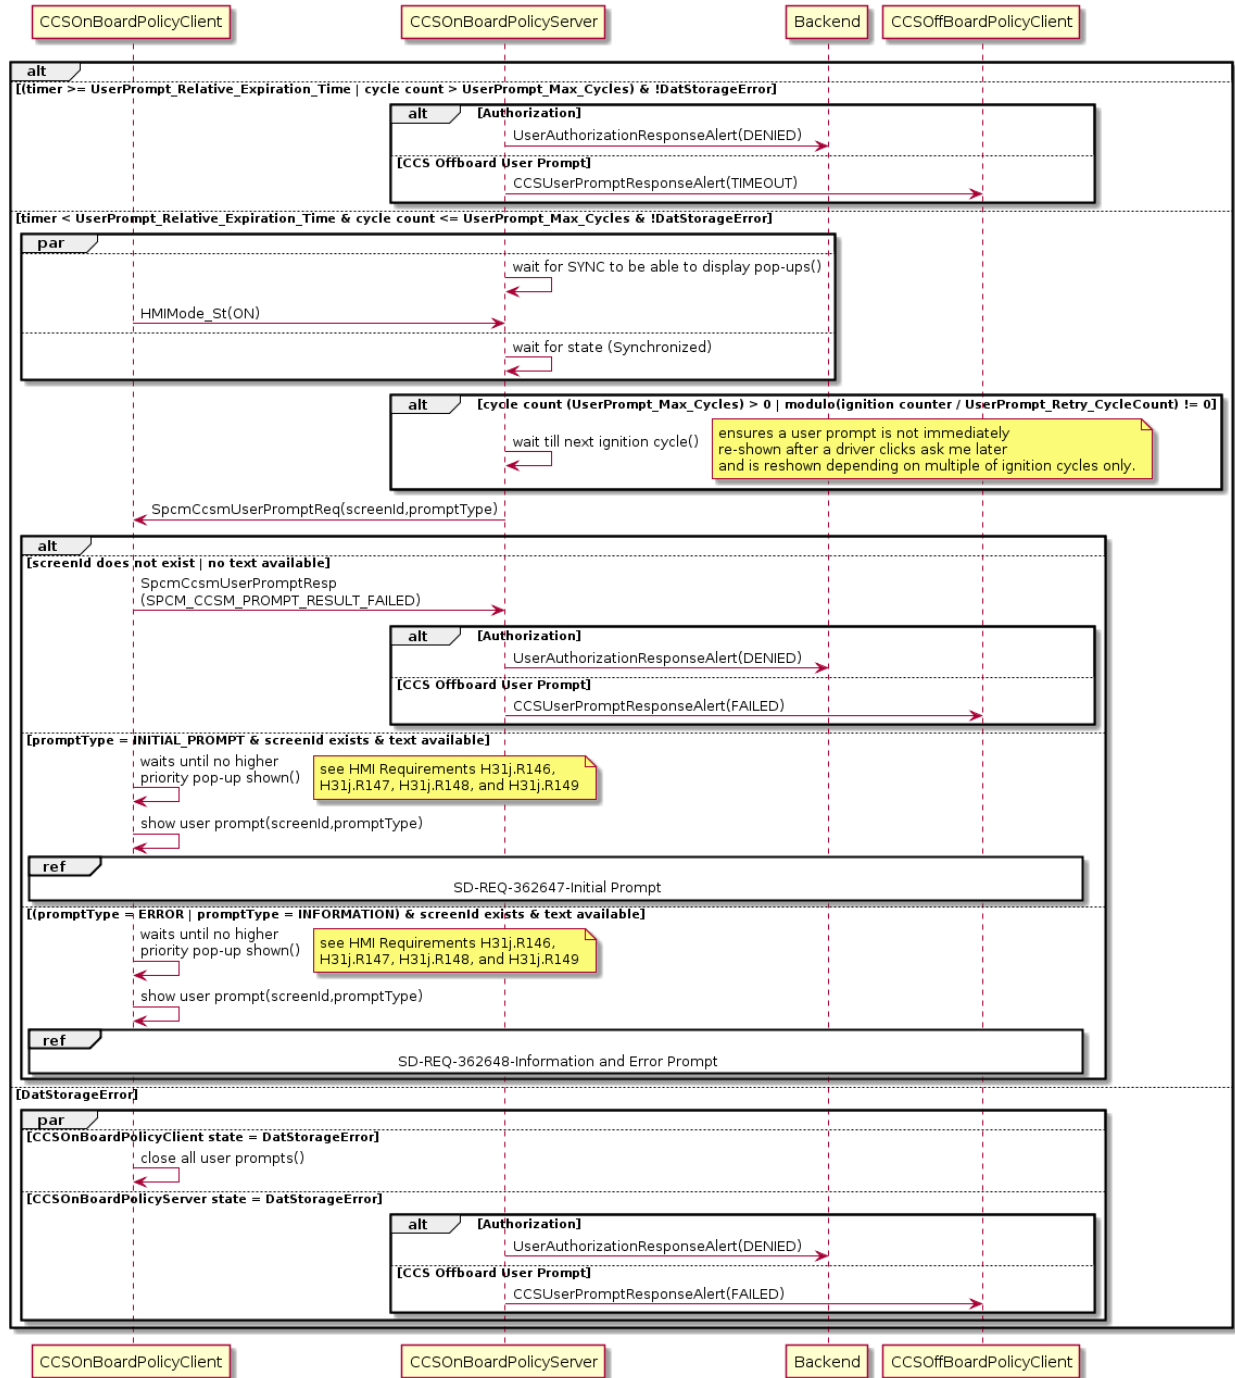 CCSOnBoardPolicyClient
CCSOnBoardPolicyServer
Backend
CCSOffBoardPolicyClient
alt
[(timer >= UserPrompt_Relative_Expiration_Time | cycle count > UserPrompt_Max_Cycles) & !DatStorageError]
alt
[Authorization]
UserAuthorizationResponseAlert(DENIED)
[CCS Offboard User Prompt]
CCSUserPromptResponseAlert(TIMEOUT)
[timer < UserPrompt_Relative_Expiration_Time & cycle count <= UserPrompt_Max_Cycles & !DatStorageError]
par
wait for SYNC to be able to display pop-ups()
HMIMode_St(ON)
wait for state (Synchronized)
alt
[cycle count (UserPrompt_Max_Cycles) > 0 | modulo(ignition counter / UserPrompt_Retry_CycleCount) != 0]
wait till next ignition cycle()
ensures a user prompt is not immediately
re-shown after a driver clicks ask me later
and is reshown depending on multiple of ignition cycles only.
SpcmCcsmUserPromptReq(screenId,promptType)
alt
[screenId does not exist | no text available]
SpcmCcsmUserPromptResp
(SPCM_CCSM_PROMPT_RESULT_FAILED)
alt
[Authorization]
UserAuthorizationResponseAlert(DENIED)
[CCS Offboard User Prompt]
CCSUserPromptResponseAlert(FAILED)
[promptType = INITIAL_PROMPT & screenId exists & text available]
waits until no higher
priority pop-up shown()
see HMI Requirements H31j.R146,
H31j.R147, H31j.R148, and H31j.R149
show user prompt(screenId,promptType)
ref
SD-REQ-362647-Initial Prompt
[(promptType = ERROR | promptType = INFORMATION) & screenId exists & text available]
waits until no higher
priority pop-up shown()
see HMI Requirements H31j.R146,
H31j.R147, H31j.R148, and H31j.R149
show user prompt(screenId,promptType)
ref
SD-REQ-362648-Information and Error Prompt
[DatStorageError]
par
[CCSOnBoardPolicyClient state = DatStorageError]
close all user prompts()
[CCSOnBoardPolicyServer state = DatStorageError]
alt
[Authorization]
UserAuthorizationResponseAlert(DENIED)
[CCS Offboard User Prompt]
CCSUserPromptResponseAlert(FAILED)
CCSOnBoardPolicyClient
CCSOnBoardPolicyServer
Backend
CCSOffBoardPolicyClient